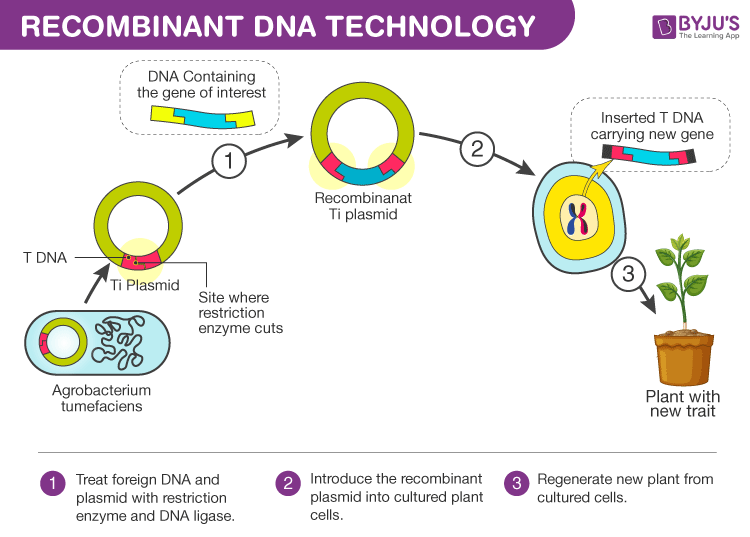 RECOMBINANT DNA TECHNOLOGY
BYJU'S
The Learning App
DNA Containing
the gene of interest
1
Recombinanat
Ti plasmid
2
Inserted T DNA
carrying new gene
T DNA
Ti Plasmid
Site where
restriction
enzyme cuts
3
Agrobacterium
tumefaciens
Plant with
new trait
1
Treat foreign DNA and
plasmid with restriction
enzyme and DNA ligase.
2
Introduce the recombinant
plasmid into cultured plant
cells.
3
Regenerate new plant from
cultured cells.